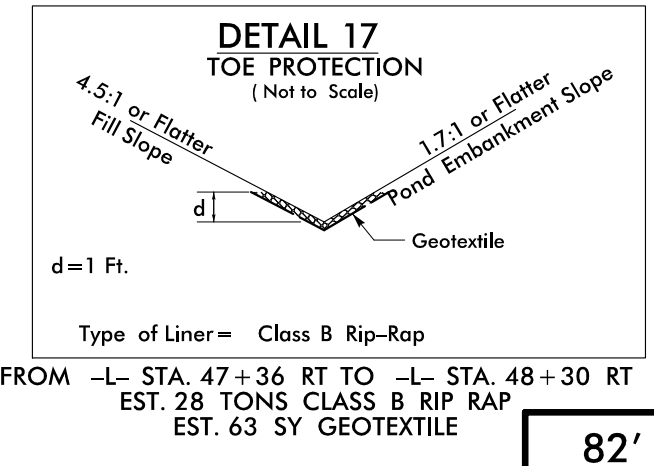 DETAIL 17
TOE PROTECTION
( Not to Scale)
4.5:1 or Flatter
Fill Slope
1.7:1 or Flatter
Pond Embankment Slope
d
Geotextile
d=1 Ft.
Type of Liner= Class B Rip-Rap
FROM -L- STA. 47+36 RT TO -L- STA. 48+30 RT
EST. 28 TONS CLASS B RIP RAP
EST. 63 SY GEOTEXTILE
82'